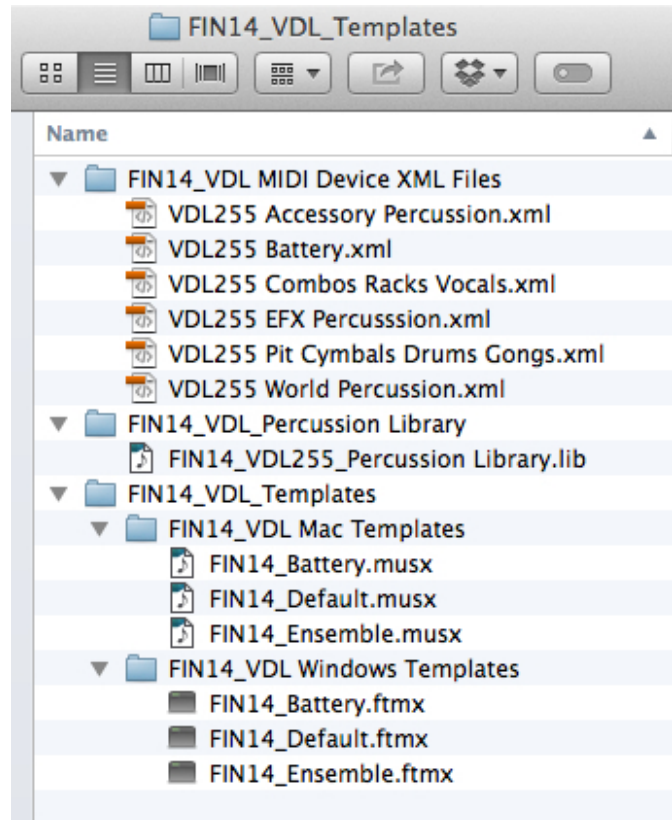 FIN14_VDL_Templates
Name
FIN14_VDL MIDI Device XML Files
VDL255 Accessory Percussion.xml
VDL255 Battery.xml
VDL255 Combos Racks Vocals.xml
VDL255 EFX Percusssion.xml
VDL255 Pit Cymbals Drums Gongs.xml
VDL255 World Percussion.xml
FIN14_VDL_Percussion Library
FIN14_VDL255_Percussion Library.lib
FIN14_VDL_Templates
FIN14_VDL Mac Templates
FIN14_Battery.musx
FIN14_Default.musx
FIN14_Ensemble.musx
FIN14_VDL Windows Templates
FIN14_Battery.ftmx
FIN14_Default.ftmx
FIN14_Ensemble.ftmx